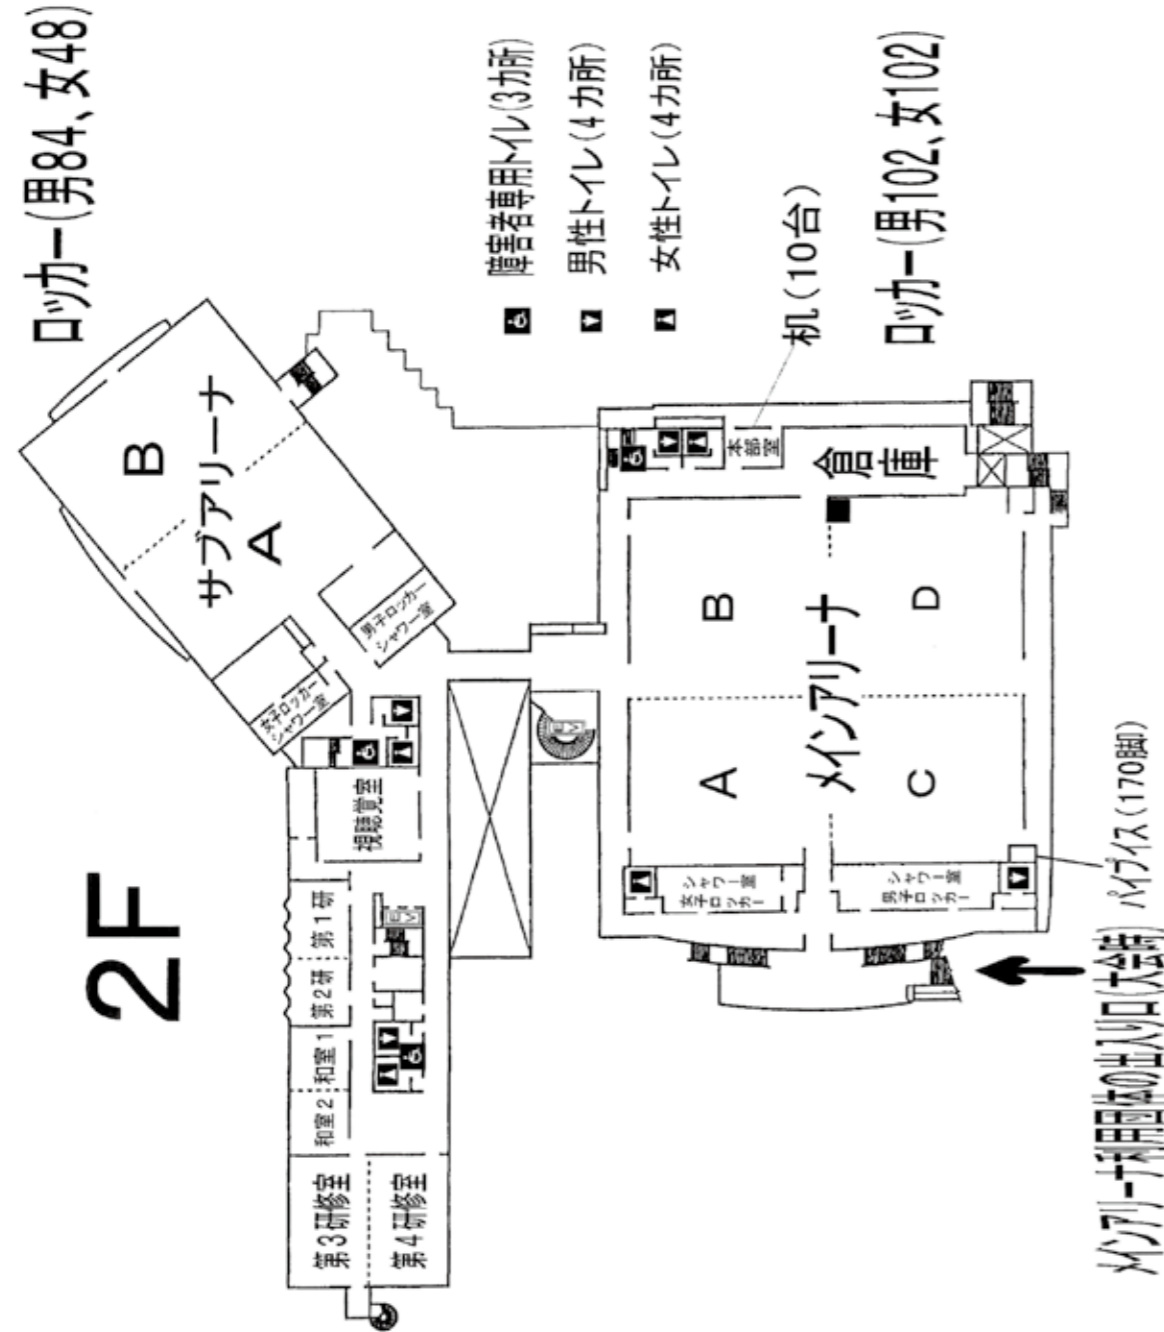 2F
ロッカー(男84、女48)
サブアリーナ
B
A
女子ロッカー
シャワー室
男子ロッカー
シャワー室
障害者専用トイレ(3カ所)
男性トイレ(4カ所)
女性トイレ(4カ所)
机(10台)
ロッカー(男102、女102)
視聴覚室
第1研
第2研
和室1
和室2
第3研修室
第4研修室
EV
EV
本部室
倉庫
メインアリーナ
A
B
C
D
シャワー室
女子ロッカー
シャワー室
男子ロッカー
パイプイス(170脚)
メインアリーナ利用団体の出入り口(大会時)